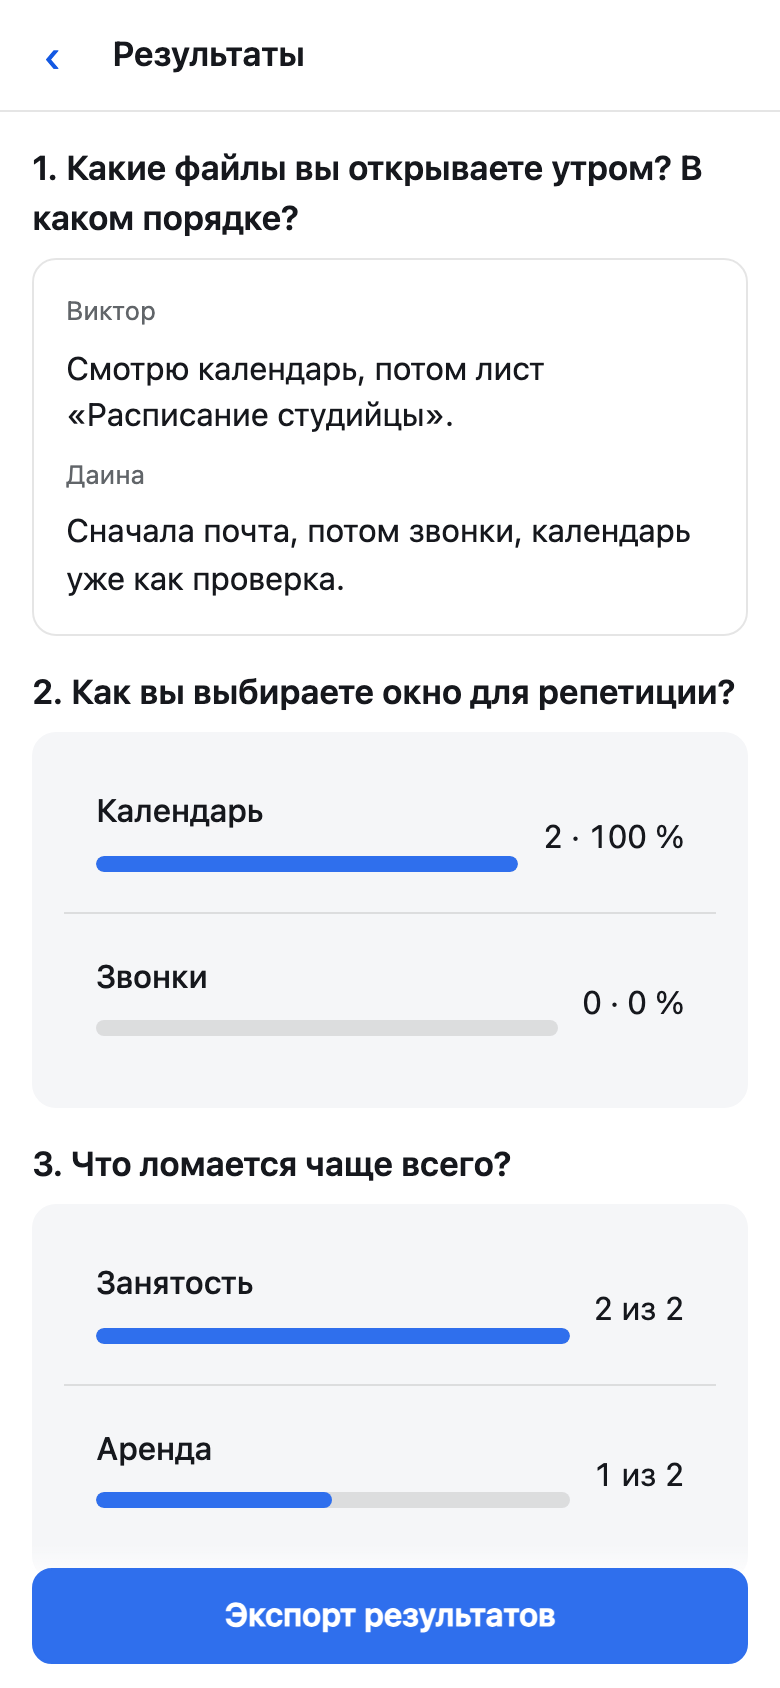 Результаты
1. Какие файлы вы открываете утром? В
каком порядке?
Виктор
Смотрю календарь, потом лист
«Расписание студийцы».
Даина
Сначала почта, потом звонки, календарь
уже как проверка.
2. Как вы выбираете окно для репетиции?
Календарь
2 · 100 %
Звонки
0 · 0 %
3. Что ломается чаще всего?
Занятость
2 из 2
Аренда
1 из 2
Экспорт результатов